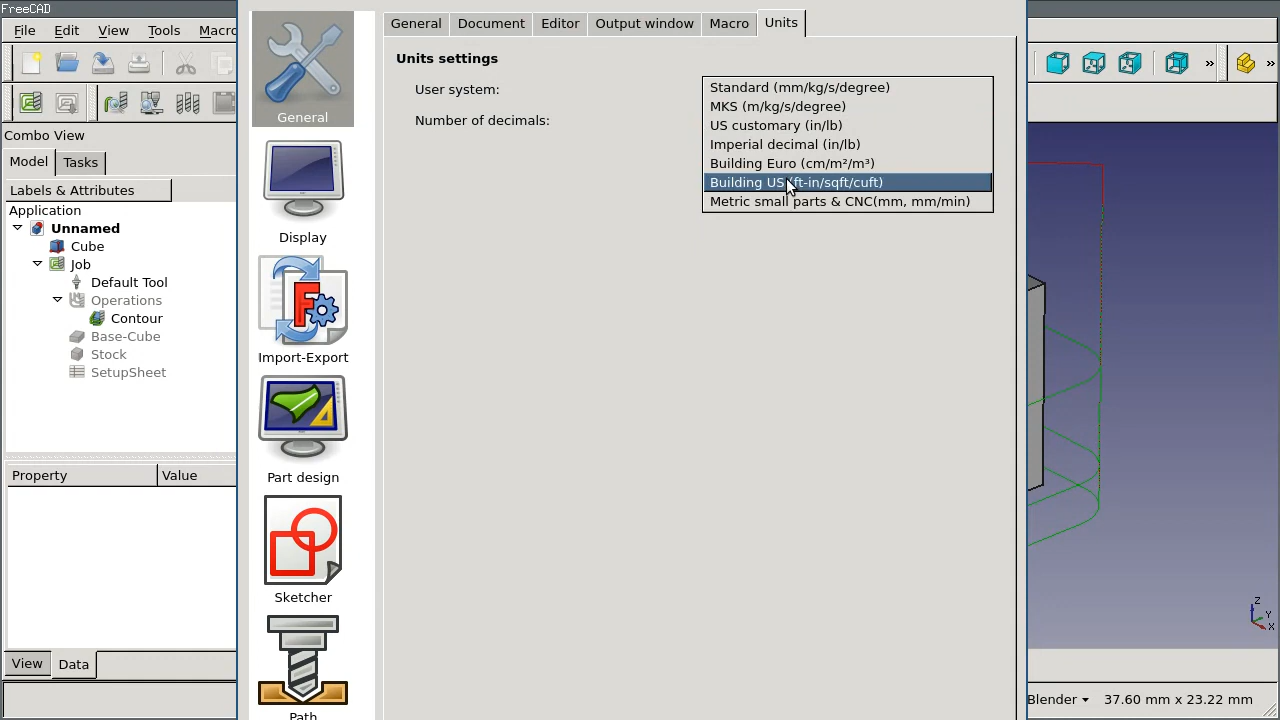 FreeCAD
File Edit View Tools Macro
General Document Editor Output window Macro Units
Units settings
User system:
Number of decimals:
Standard (mm/kg/s/degree)
MKS (m/kg/s/degree)
US customary (in/lb)
Imperial decimal (in/lb)
Building Euro (cm/m²/m³)
Building US (ft-in/sqft/cuft)
Metric small parts & CNC(mm, mm/min)
General
Display
Import-Export
Part design
Sketcher
Path
» »
Combo View
Model Tasks
Labels & Attributes
Application
Unnamed
Cube
Job
Default Tool
Operations
Contour
Base-Cube
Stock
SetupSheet
Property Value
View Data
Z
Y
X
Blender 37.60 mm x 23.22 mm